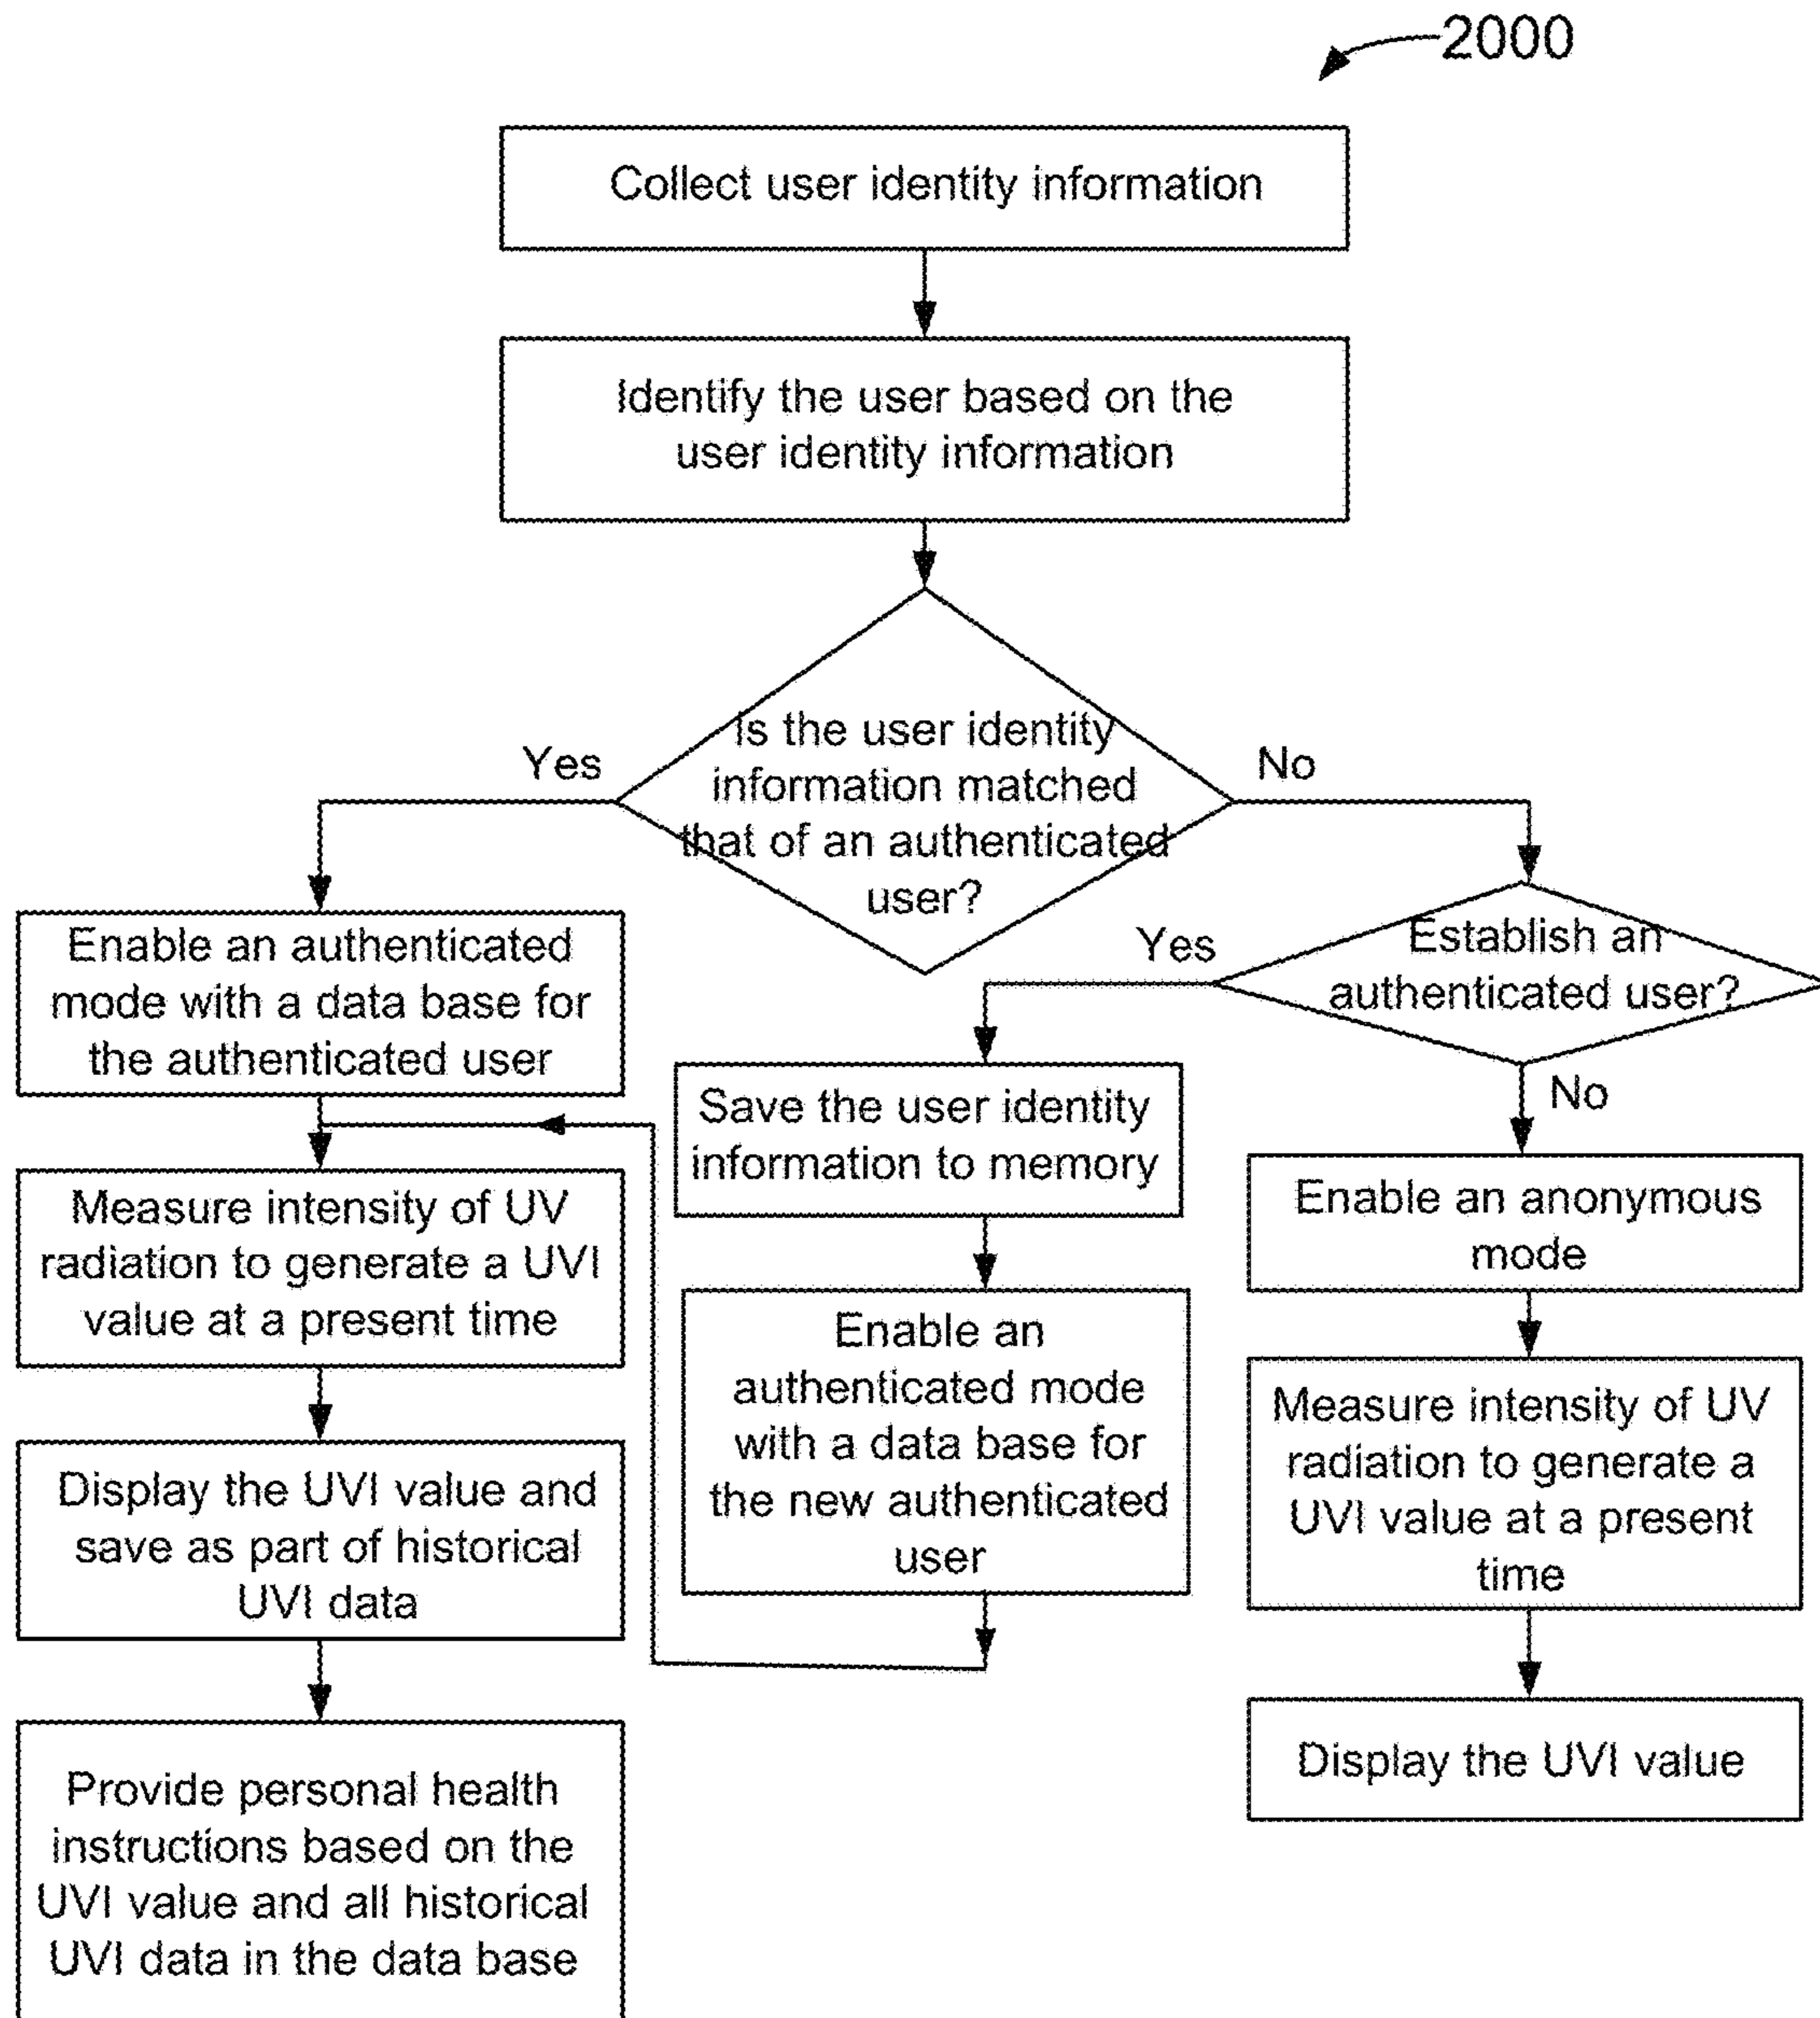 2000
Collect user identity information
Identify the user based on the
user identity information
Is the user identity
information matched
that of an authenticated
user?
Yes
No
Enable an authenticated
mode with a data base for
the authenticated user
Measure intensity of UV
radiation to generate a UVI
value at a present time
Display the UVI value and
save as part of historical
UVI data
Provide personal health
instructions based on the
UVI value and all historical
UVI data in the data base
Establish an
authenticated user?
Yes
No
Save the user identity
information to memory
Enable an
authenticated mode
with a data base for
the new authenticated
user
Enable an anonymous
mode
Measure intensity of UV
radiation to generate a
UVI value at a present
time
Display the UVI value